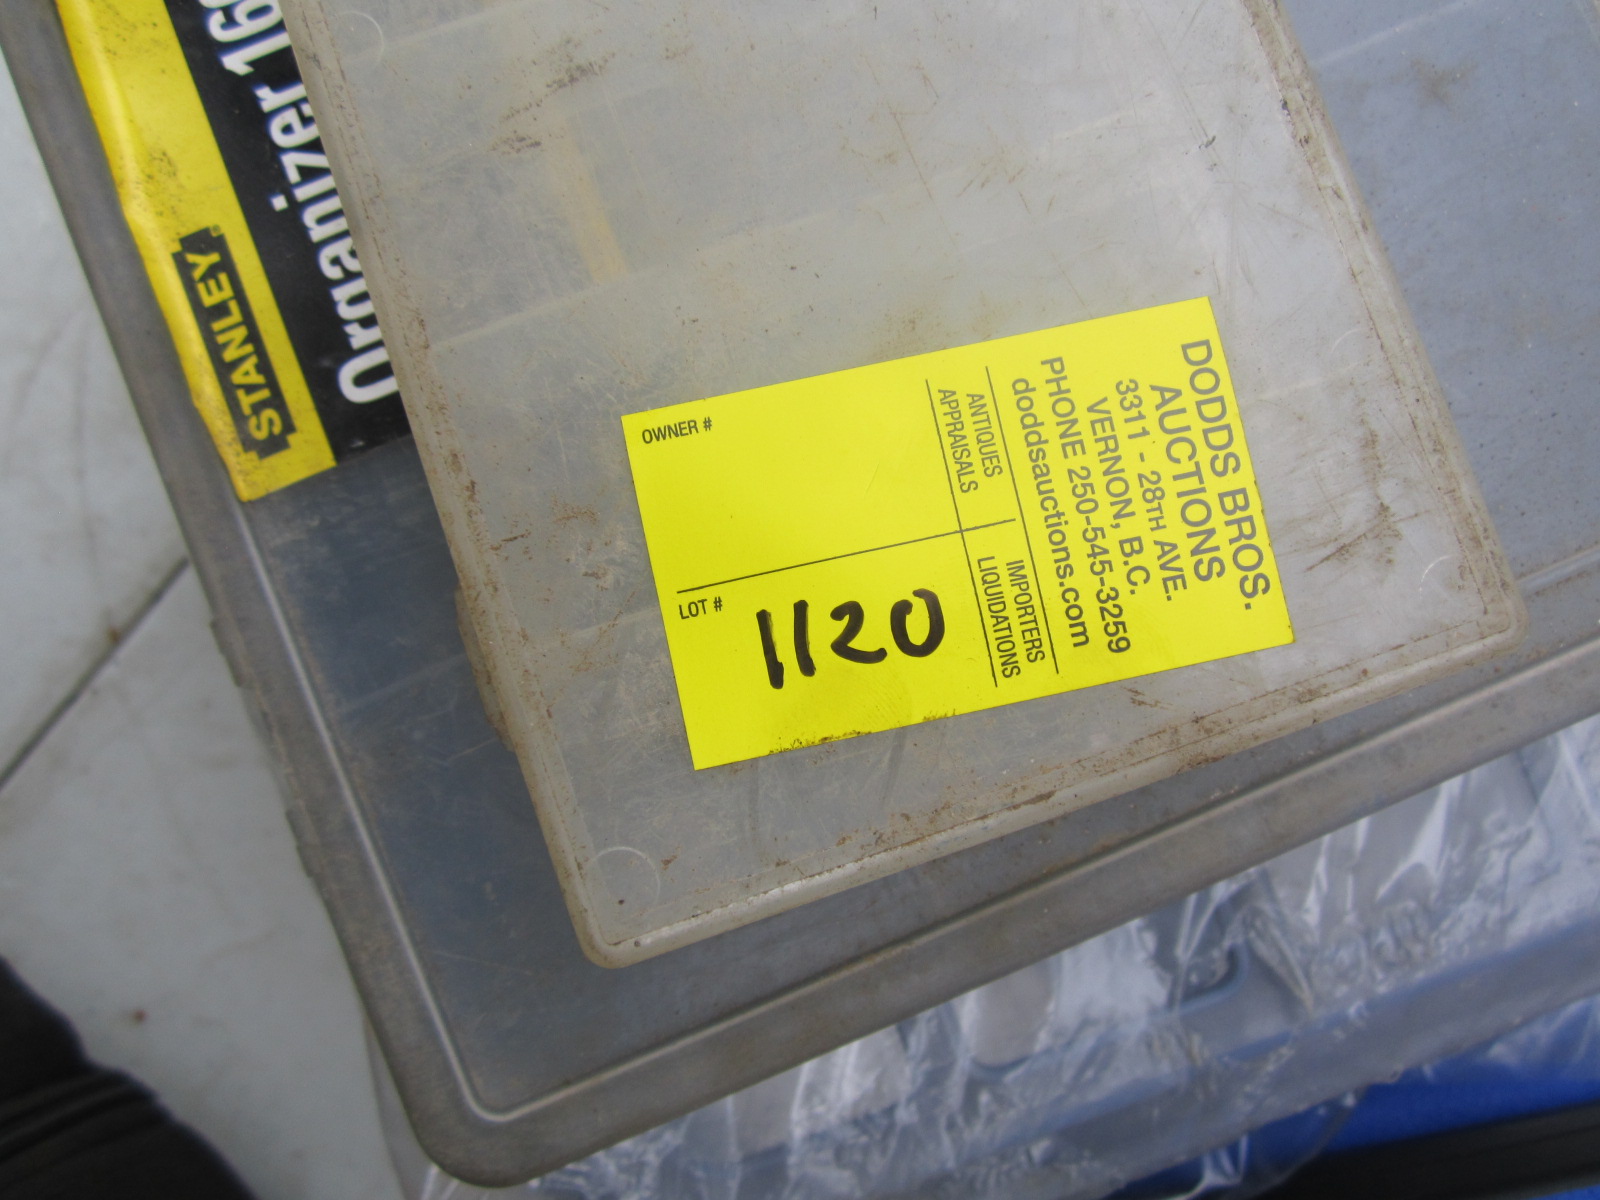 STANLEY
Organizer
DODDS BROS.
AUCTIONS
3311 - 28TH AVE.
VERNON, B.C.
PHONE 250-545-3259
doddsauctions.com
ANTIQUES
APPRAISALS
IMPORTERS
LIQUIDATIONS
OWNER #
LOT #
1120